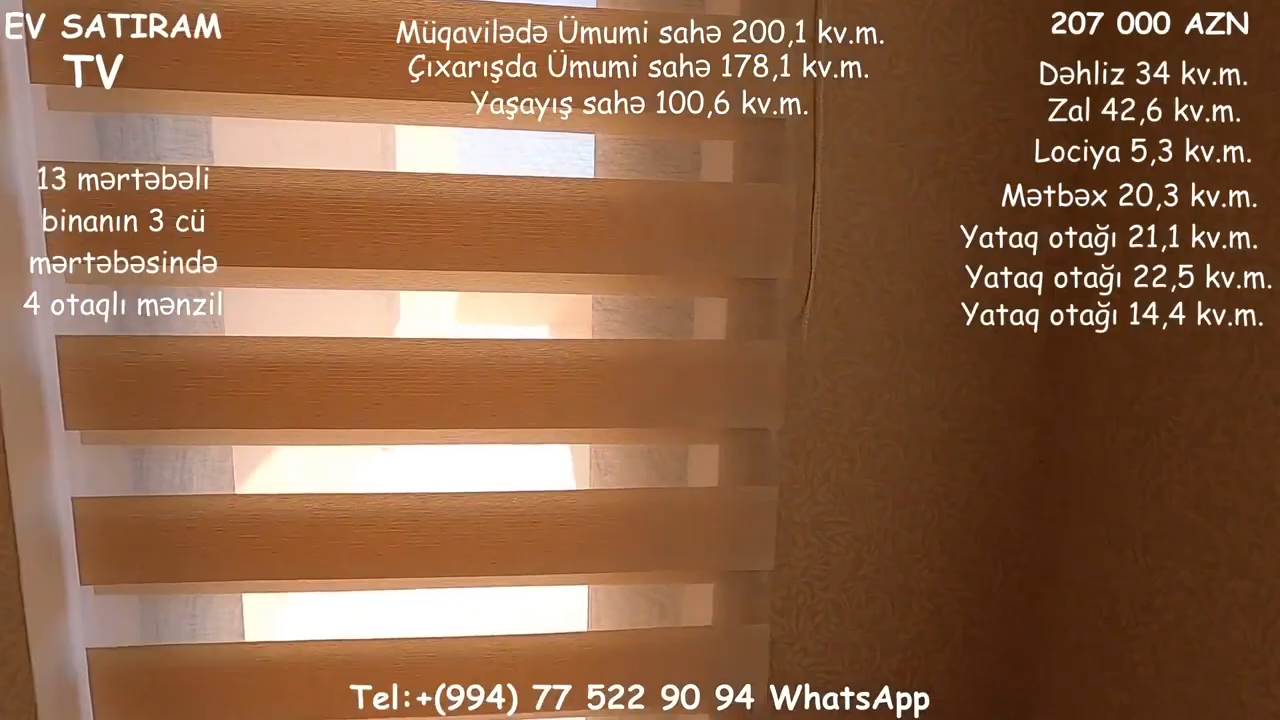 EV SATIRAM
TV
13 mərtəbəli
binanın 3 cü
mərtəbəsində
4 otaqlı mənzil
Müqavilədə Ümumi sahə 200,1 kv.m.
Çıxarışda Ümumi sahə 178,1 kv.m.
Yaşayış sahə 100,6 kv.m.
207 000 AZN
Dəhliz 34 kv.m.
Zal 42,6 kv.m.
Lociya 5,3 kv.m.
Mətbəx 20,3 kv.m.
Yataq otağı 21,1 kv.m.
Yataq otağı 22,5 kv.m.
Yataq otağı 14,4 kv.m.
Tel:+(994) 77 522 90 94 WhatsApp